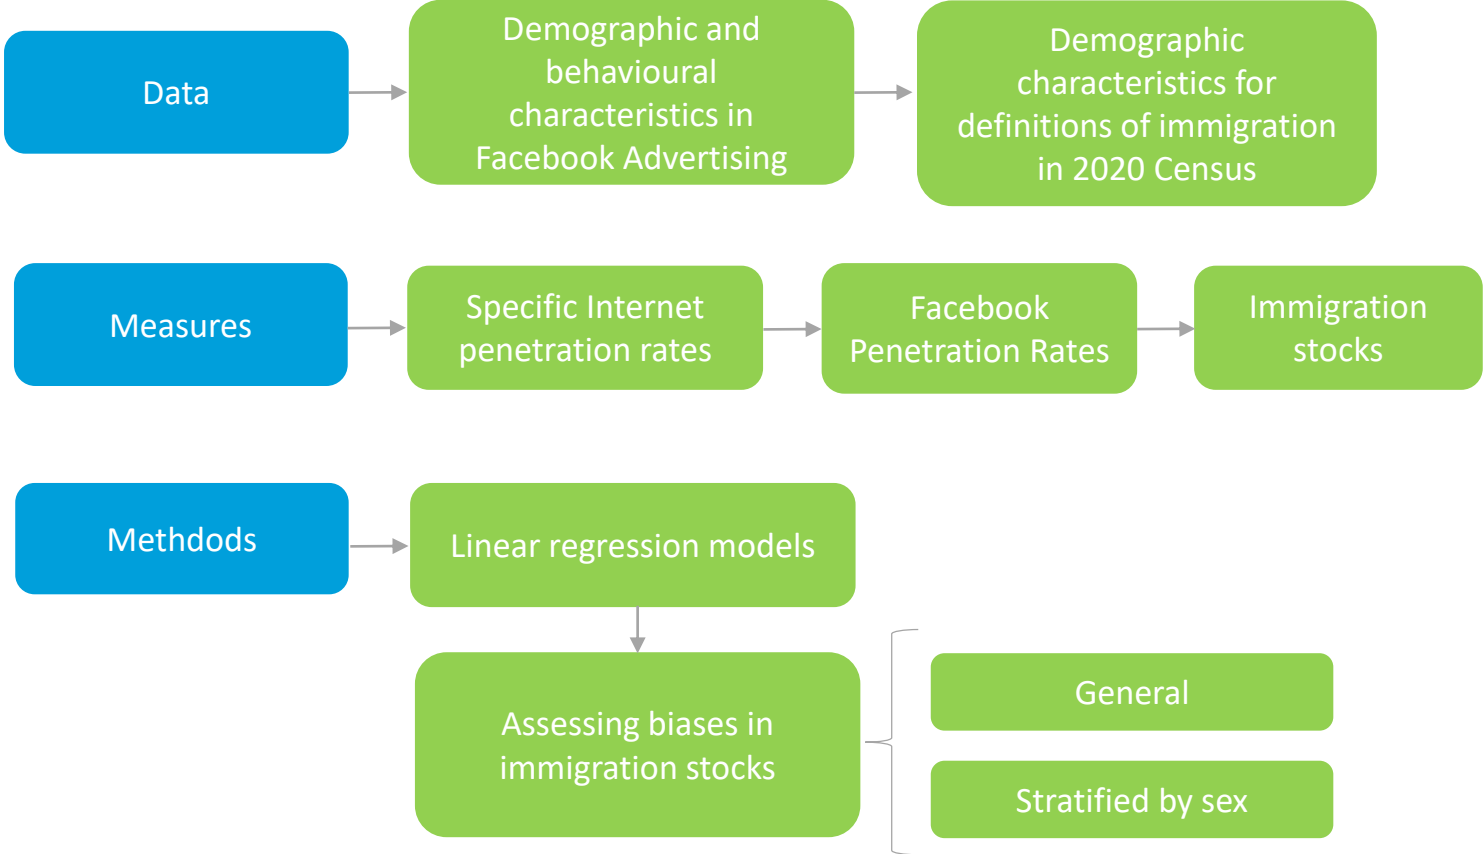 Data
Demographic and
behavioural
characteristics in
Facebook Advertising
Demographic
characteristics for
definitions of immigration
in 2020 Census
Measures
Specific Internet
penetration rates
Facebook
Penetration Rates
Immigration
stocks
Methdods
Linear regression models
Assessing biases in
immigration stocks
General
Stratified by sex